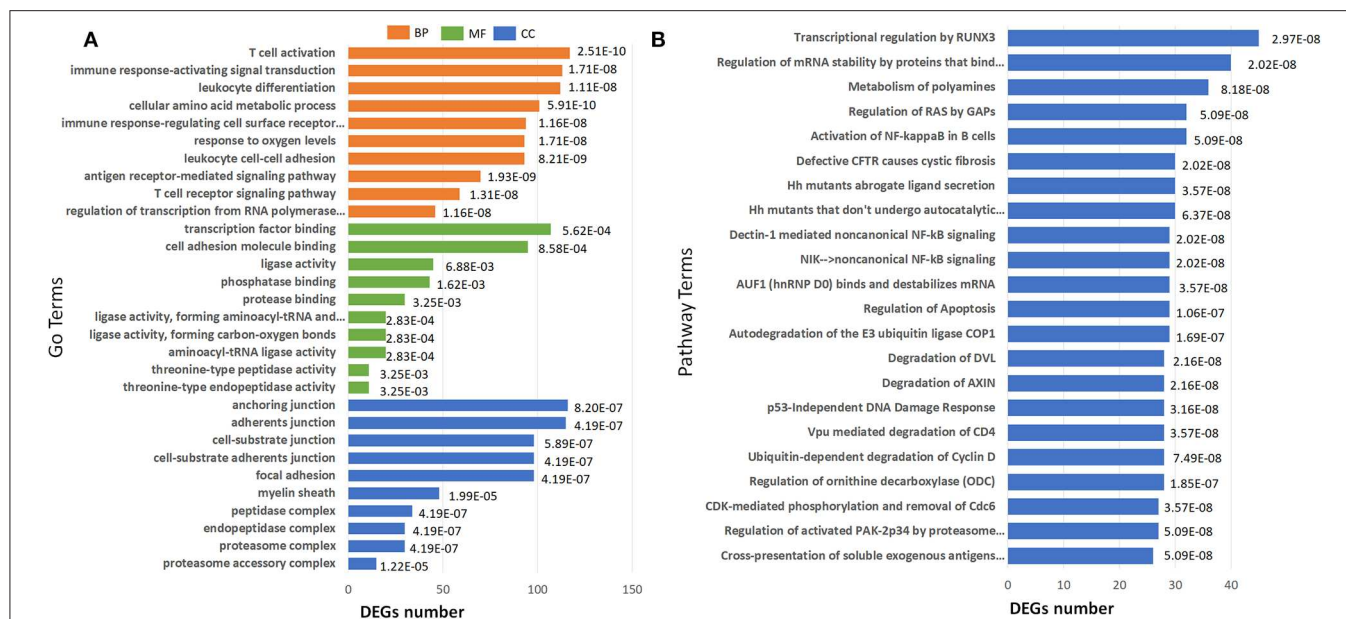 A
BP MF CC
Go Terms
T cell activation 2.51E-10
immune response-activating signal transduction 1.71E-08
leukocyte differentiation 1.11E-08
cellular amino acid metabolic process 5.91E-10
immune response-regulating cell surface receptor... 1.16E-08
response to oxygen levels 1.71E-08
leukocyte cell-cell adhesion 8.21E-09
antigen receptor-mediated signaling pathway 1.93E-09
T cell receptor signaling pathway 1.31E-08
regulation of transcription from RNA polymerase... 1.16E-08
transcription factor binding 5.62E-04
cell adhesion molecule binding 8.58E-04
ligase activity 6.88E-03
phosphatase binding 1.62E-03
protease binding 3.25E-03
ligase activity, forming aminoacyl-tRNA and... 2.83E-04
ligase activity, forming carbon-oxygen bonds 2.83E-04
aminoacyl-tRNA ligase activity 2.83E-04
threonine-type peptidase activity 3.25E-03
threonine-type endopeptidase activity 3.25E-03
anchoring junction 8.20E-07
adherents junction 4.19E-07
cell-substrate junction 5.89E-07
cell-substrate adherents junction 4.19E-07
focal adhesion 4.19E-07
myelin sheath 1.99E-05
peptidase complex 4.19E-07
endopeptidase complex 4.19E-07
proteasome complex 4.19E-07
proteasome accessory complex 1.22E-05
0 50 100 150
DEGs number
B
Pathway Terms
Transcriptional regulation by RUNX3 2.97E-08
Regulation of mRNA stability by proteins that bind... 2.02E-08
Metabolism of polyamines 8.18E-08
Regulation of RAS by GAPs 5.09E-08
Activation of NF-kappaB in B cells 5.09E-08
Defective CFTR causes cystic fibrosis 2.02E-08
Hh mutants abrogate ligand secretion 3.57E-08
Hh mutants that don't undergo autocatalytic... 6.37E-08
Dectin-1 mediated noncanonical NF-kB signaling 2.02E-08
NIK-->noncanonical NF-kB signaling 2.02E-08
AUF1 (hnRNP D0) binds and destabilizes mRNA 3.57E-08
Regulation of Apoptosis 1.06E-07
Autodegradation of the E3 ubiquitin ligase COP1 1.69E-07
Degradation of DVL 2.16E-08
Degradation of AXIN 2.16E-08
p53-Independent DNA Damage Response 3.16E-08
Vpu mediated degradation of CD4 3.57E-08
Ubiquitin-dependent degradation of Cyclin D 7.49E-08
Regulation of ornithine decarboxylase (ODC) 1.85E-07
CDK-mediated phosphorylation and removal of Cdc6 3.57E-08
Regulation of activated PAK-2p34 by proteasome... 5.09E-08
Cross-presentation of soluble exogenous antigens... 5.09E-08
0 10 20 30 40
DEGs number